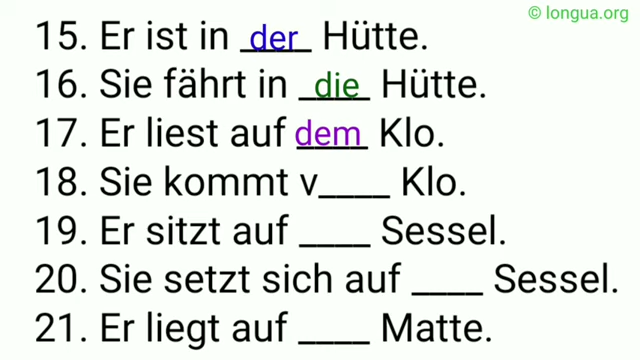 © longua.org
15. Er ist in der Hütte.
16. Sie fährt in die Hütte.
17. Er liest auf dem Klo.
18. Sie kommt v____ Klo.
19. Er sitzt auf ____ Sessel.
20. Sie setzt sich auf ____ Sessel.
21. Er liegt auf ____ Matte.